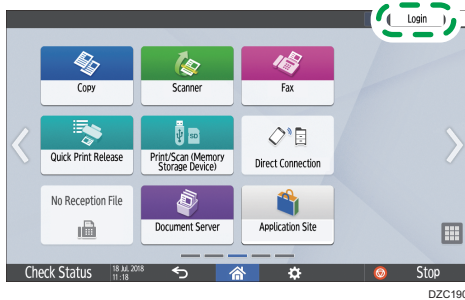 Login
Copy
Scanner
Fax
SD
Quick Print Release
Print/Scan (Memory
Storage Device)
Direct Connection
No Reception File
Document Server
Application Site
Check Status
18 Jul. 2018
11 : 18
Stop
DZC190